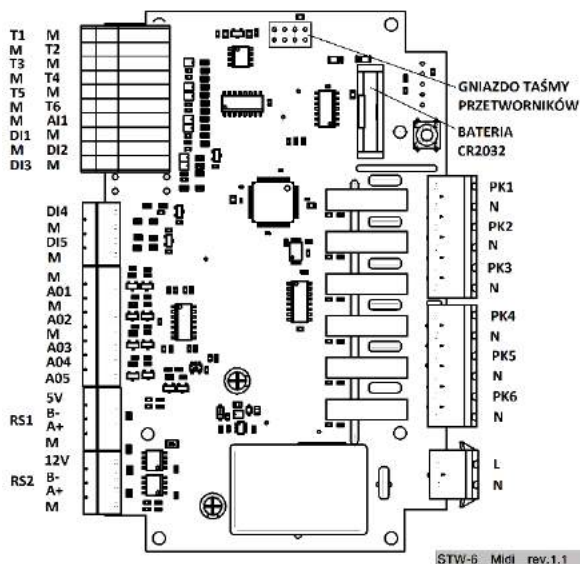 T1 M
M T2
T3 M
M T4
T5 M
M T6
M AI1
DI1 M
M DI2
DI3 M
DI4
M
DI5
M
M
A01
M
A02
M
A03
A04
A05
RS1
5V
B-
A+
M
RS2
12V
B-
A+
M
GNIAZDO TAŚMY
PRZETWORNIKÓW
BATERIA
CR2032
PK1
N
PK2
N
PK3
N
PK4
N
PK5
N
PK6
N
L
N
STW-6 Midi rev.1.1